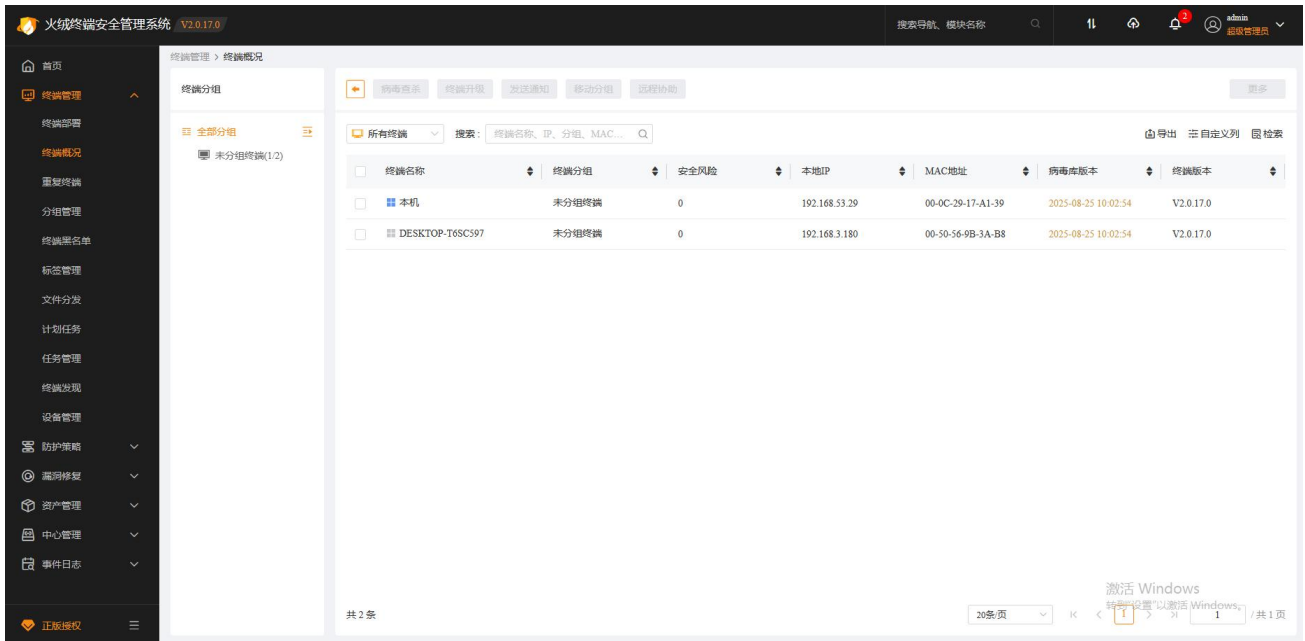 火绒终端安全管理系统 V2.0.17.0
搜索导航、模块名称
2
admin
超级管理员
首页
终端管理
终端部署
终端概况
重复终端
分组管理
终端黑名单
标签管理
文件分发
计划任务
任务管理
终端发现
设备管理
防护策略
漏洞修复
资产管理
中心管理
事件日志
正版授权
终端管理 > 终端概况
终端分组
全部分组
未分组终端(1/2)
病毒查杀 终端升级 发送通知 移动分组 远程协助 更多
所有终端 搜索: 终端名称、IP、分组、MAC... 导出 自定义列 检索
终端名称 终端分组 安全风险 本地IP MAC地址 病毒库版本 终端版本
本机 未分组终端 0 192.168.53.29 00-0C-29-17-A1-39 2025-08-25 10:02:54 V2.0.17.0
DESKTOP-T6SC597 未分组终端 0 192.168.3.180 00-50-56-9B-3A-B8 2025-08-25 10:02:54 V2.0.17.0
激活 Windows
转到"设置"以激活 Windows。
共 2 条 20条/页 1 1 / 共 1 页